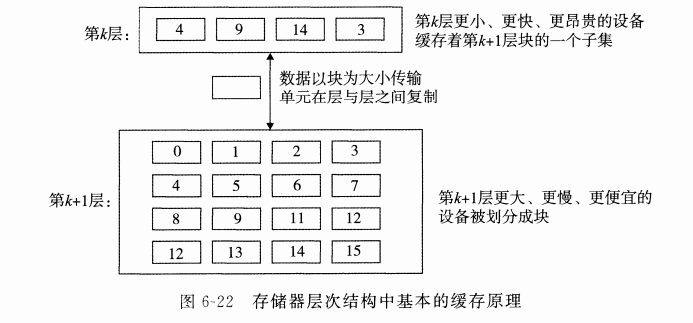 第k层：
4 9 14 3
第k层更小、更快、更昂贵的设备
缓存着第k+1层块的一个子集
数据以块为大小传输
单元在层与层之间复制
0 1 2 3
4 5 6 7
第k+1层：
8 9 11 12
12 13 14 15
第k+1层更大、更慢、更便宜的
设备被划分成块
图 6-22 存储器层次结构中基本的缓存原理